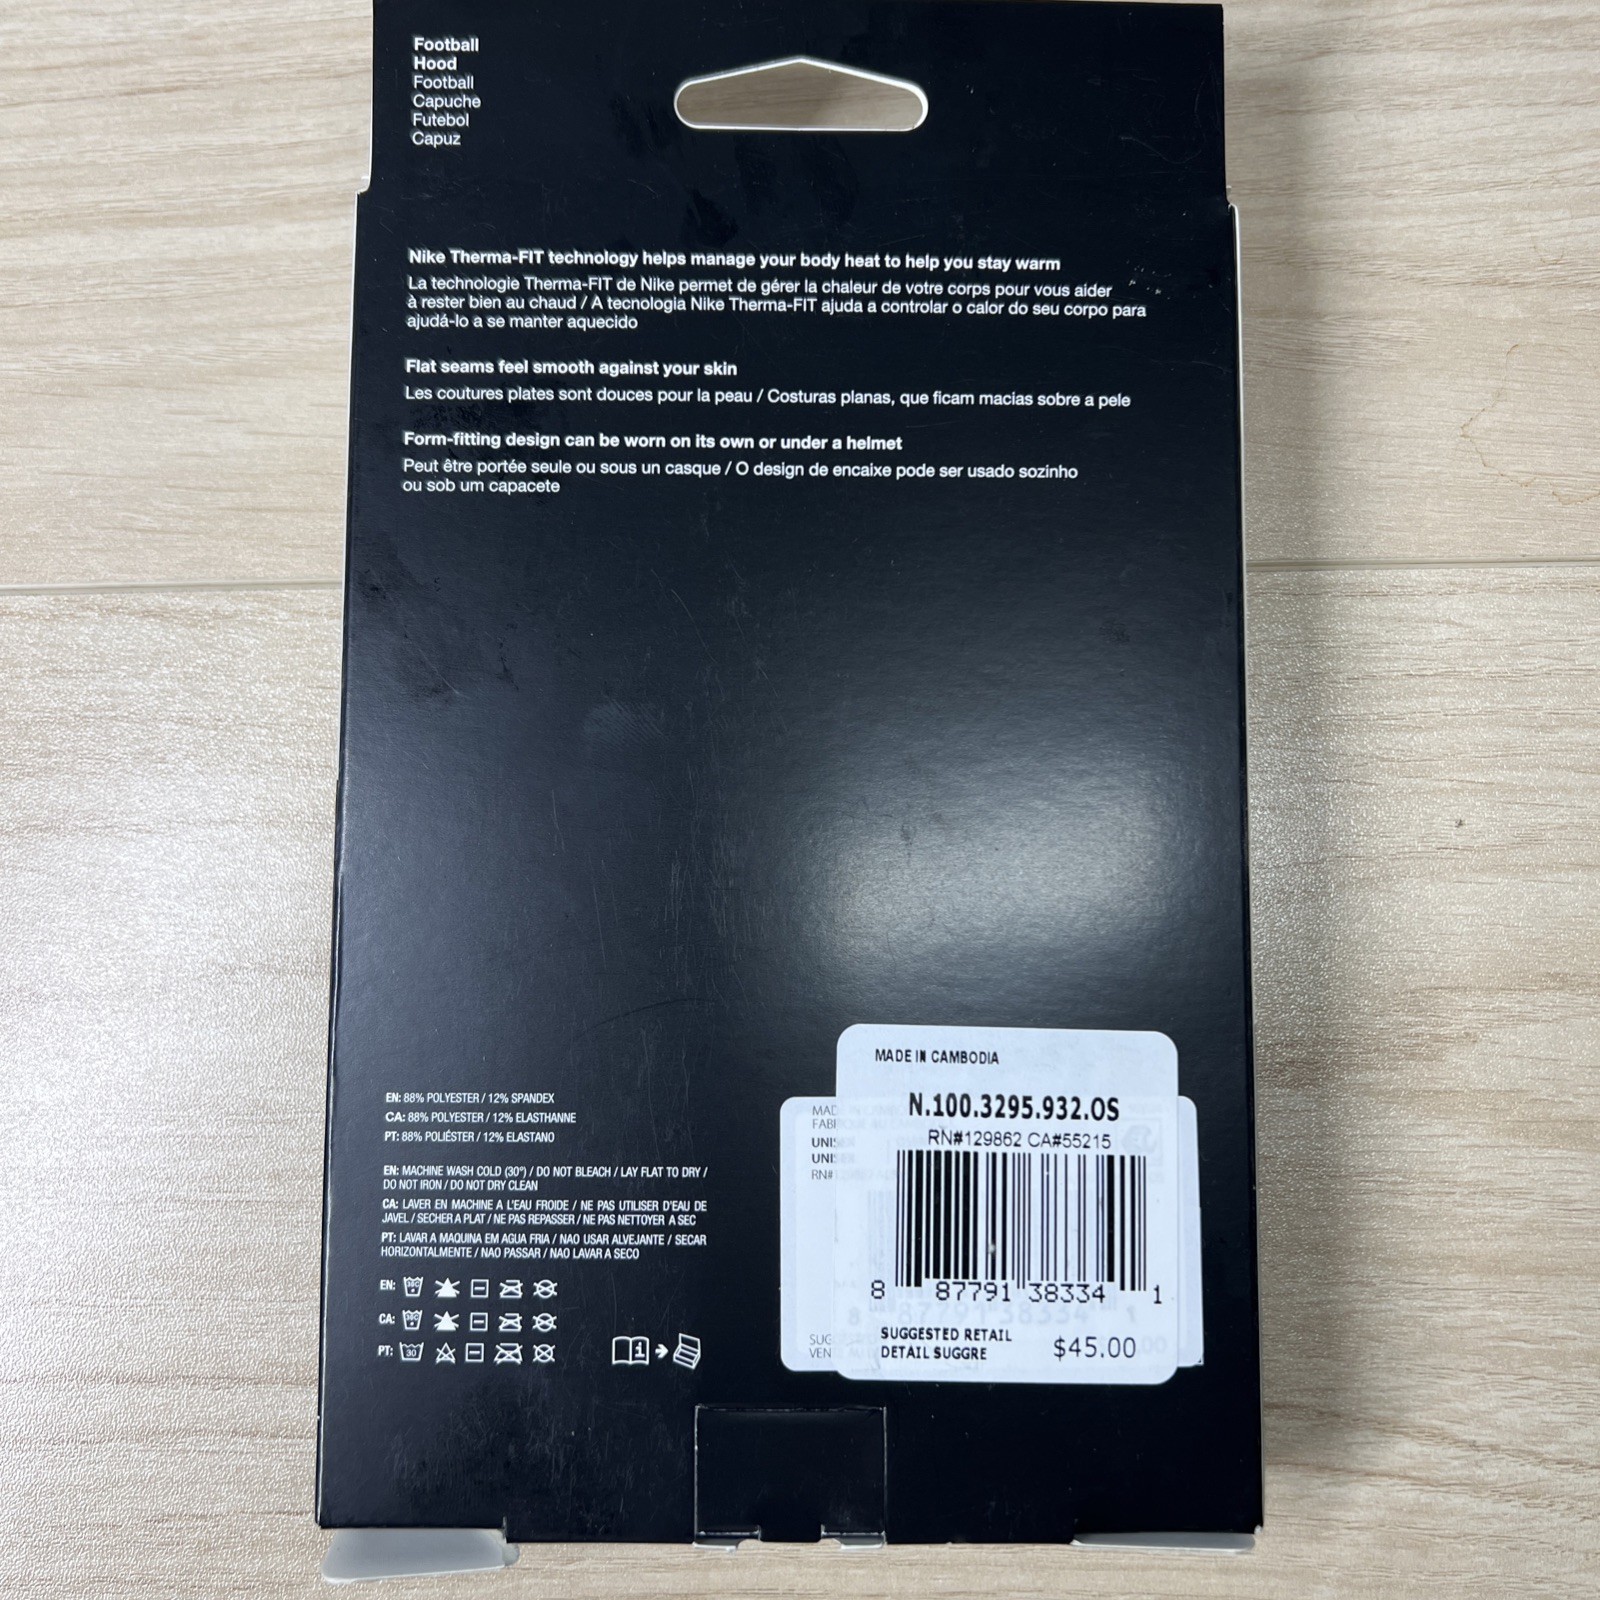 Football
Hood
Football
Capuche
Futebol
Capuz
Nike Therma-FIT technology helps manage your body heat to help you stay warm
La technologie Therma-FIT de Nike permet de gérer la chaleur de votre corps pour vous aider
à rester bien au chaud / A tecnologia Nike Therma-FIT ajuda a controlar o calor do seu corpo para
ajudá-lo a se manter aquecido
Flat seams feel smooth against your skin
Les coutures plates sont douces pour la peau / Costuras planas, que ficam macias sobre a pele
Form-fitting design can be worn on its own or under a helmet
Peut être portée seule ou sous un casque / O design de encaixe pode ser usado sozinho
ou sob um capacete
EN: 88% POLYESTER / 12% SPANDEX
CA: 88% POLYESTER / 12% ELASTHANNE
PT: 88% POLIÉSTER / 12% ELASTANO
EN: MACHINE WASH COLD (30°) / DO NOT BLEACH / LAY FLAT TO DRY /
DO NOT IRON / DO NOT DRY CLEAN
CA: LAVER EN MACHINE A L'EAU FROIDE / NE PAS UTILISER D'EAU DE
JAVEL / SECHER A PLAT / NE PAS REPASSER / NE PAS NETTOYER A SEC
PT: LAVAR A MAQUINA EM AGUA FRIA / NAO USAR ALVEJANTE / SECAR
HORIZONTALMENTE / NAO PASSAR / NAO LAVAR A SECO
EN:
CA:
PT: 30
MADE IN CAMBODIA
N.100.3295.932.OS
RN#129862 CA#55215
8 87791 38334 1
SUGGESTED RETAIL
DETAIL SUGGRE $45.00